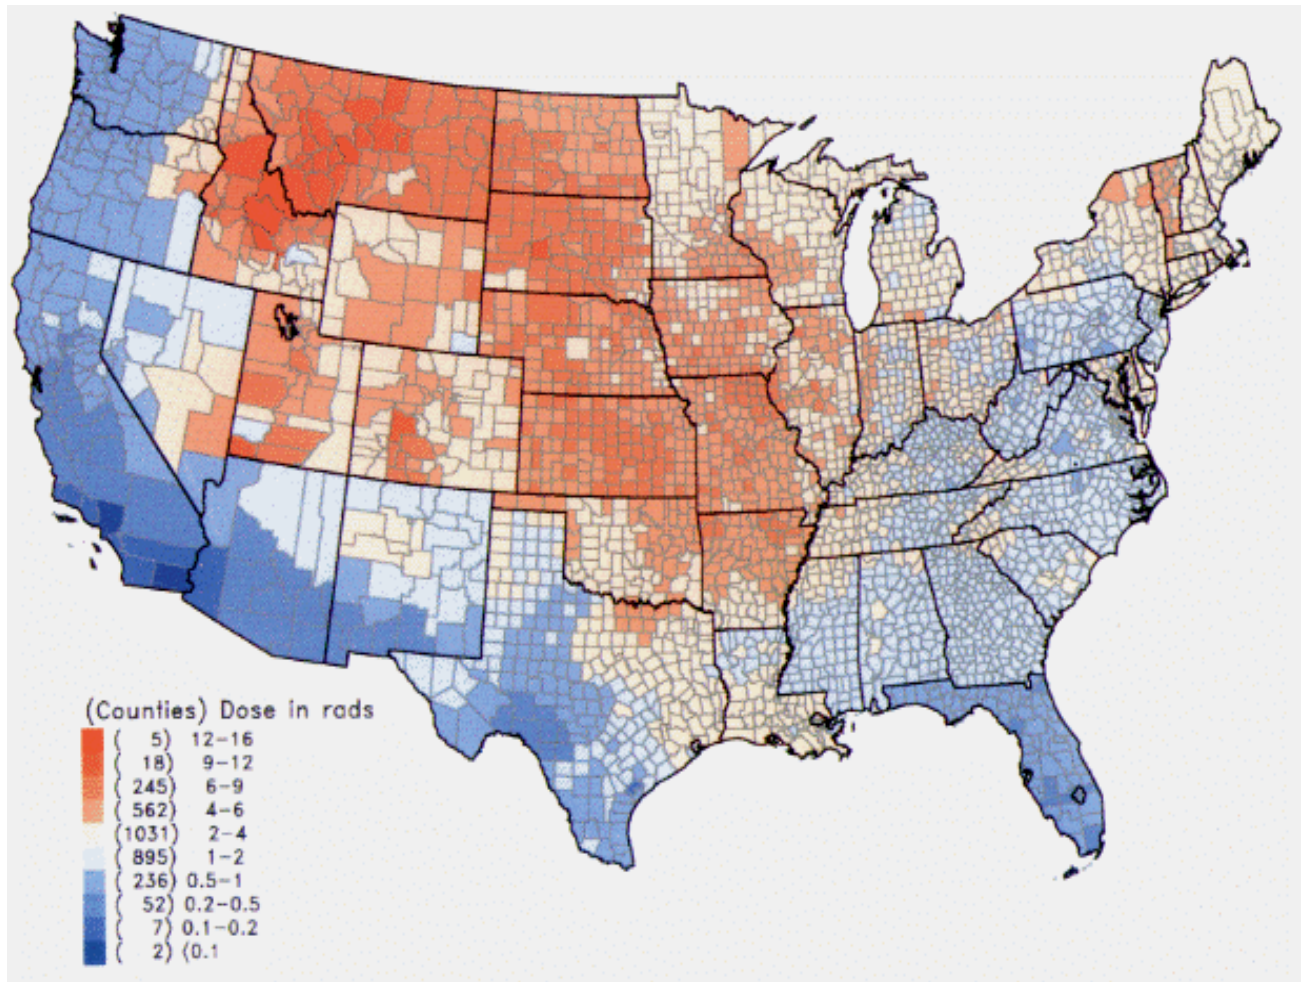 (Counties) Dose in rads
( 5) 12-16
( 18) 9-12
( 245) 6-9
( 562) 4-6
(1031) 2-4
( 895) 1-2
( 236) 0.5-1
( 52) 0.2-0.5
( 7) 0.1-0.2
( 2) (0.1